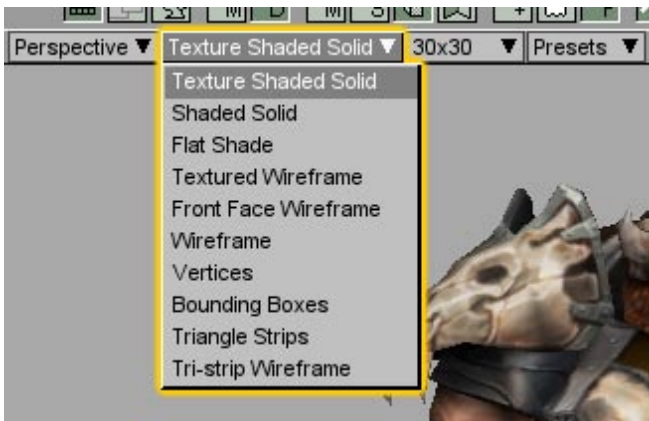 M D M S + F
Perspective ▼ Texture Shaded Solid ▼ 30x30 ▼ Presets ▼
Texture Shaded Solid
Shaded Solid
Flat Shade
Textured Wireframe
Front Face Wireframe
Wireframe
Vertices
Bounding Boxes
Triangle Strips
Tri-strip Wireframe